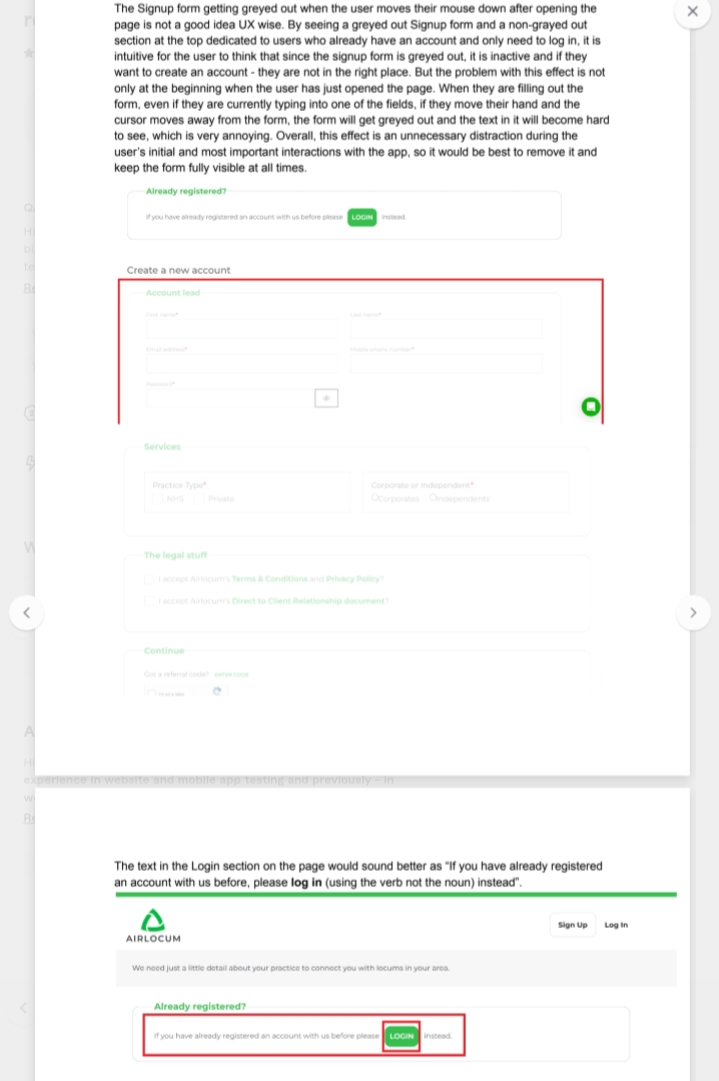 The Signup form getting greyed out when the user moves their mouse down after opening the
page is not a good idea UX wise. By seeing a greyed out Signup form and a non-grayed out
section at the top dedicated to users who already have an account and only need to log in, it is
intuitive for the user to think that since the signup form is greyed out, it is inactive and if they
want to create an account - they are not in the right place. But the problem with this effect is not
only at the beginning when the user has just opened the page. When they are filling out the
form, even if they are currently typing into one of the fields, if they move their hand and the
cursor moves away from the form, the form will get greyed out and the text in it will become hard
to see, which is very annoying. Overall, this effect is an unnecessary distraction during the
user's initial and most important interactions with the app, so it would be best to remove it and
keep the form fully visible at all times.
Already registered?
If you have already registered an account with us before please LOGIN instead.
Create a new account
Account lead
First name* Last name*
Email address* Mobile phone number*
Password*
Services
Practice Type* Corporate or Independent*
NHS Private Corporates Independents
The legal stuff
I accept Airlocum's Terms & Conditions and Privacy Policy?
I accept Airlocum's Direct to Client Relationship document?
Continue
Got a referral code? ENTER CODE
experience in website and mobile app testing and previously - in
The text in the Login section on the page would sound better as "If you have already registered
an account with us before, please log in (using the verb not the noun) instead".
AIRLOCUM
Sign Up Log In
We need just a little detail about your practice to connect you with locums in your area.
Already registered?
If you have already registered an account with us before please LOGIN instead.